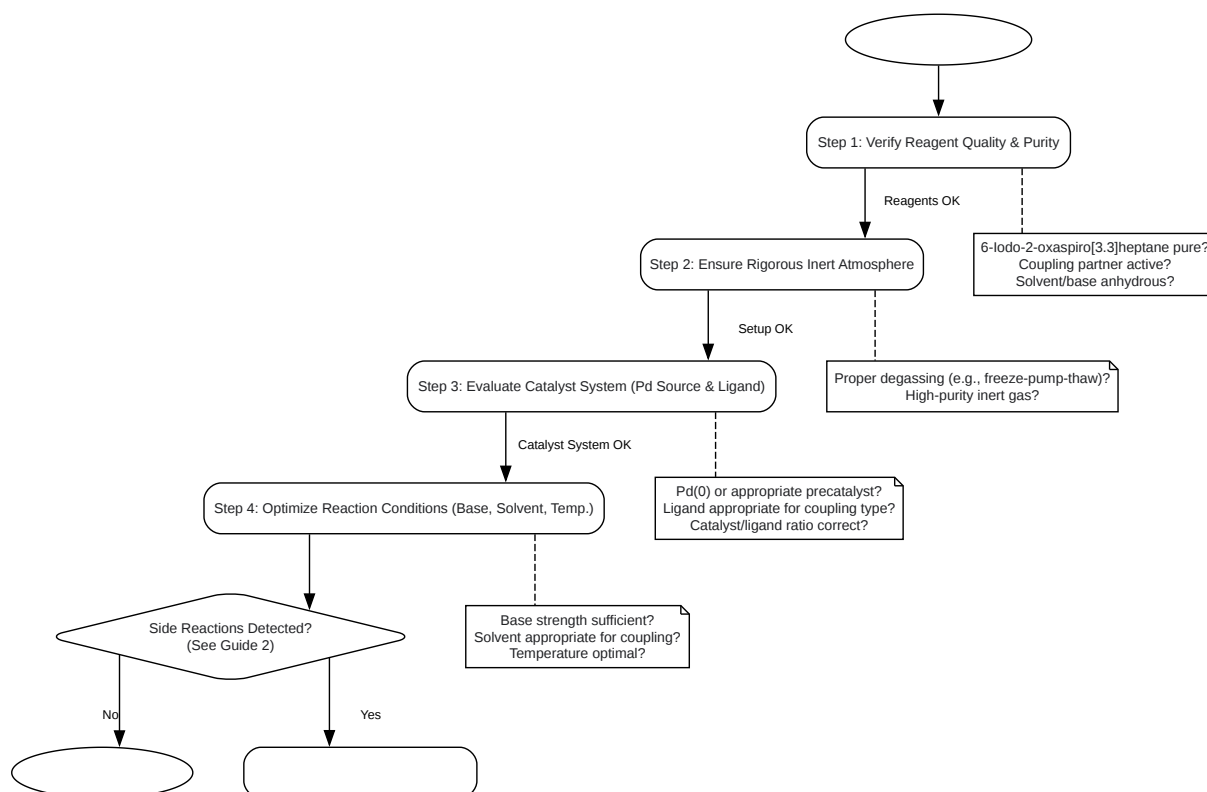 Step 1: Verify Reagent Quality & Purity
Reagents OK
6-Iodo-2-oxaspiro[3.3]heptane pure?
Coupling partner active?
Solvent/base anhydrous?
Step 2: Ensure Rigorous Inert Atmosphere
Setup OK
Proper degassing (e.g., freeze-pump-thaw)?
High-purity inert gas?
Step 3: Evaluate Catalyst System (Pd Source & Ligand)
Catalyst System OK
Pd(0) or appropriate precatalyst?
Ligand appropriate for coupling type?
Catalyst/ligand ratio correct?
Step 4: Optimize Reaction Conditions (Base, Solvent, Temp.)
Base strength sufficient?
Solvent appropriate for coupling?
Temperature optimal?
Side Reactions Detected?
(See Guide 2)
No
Yes